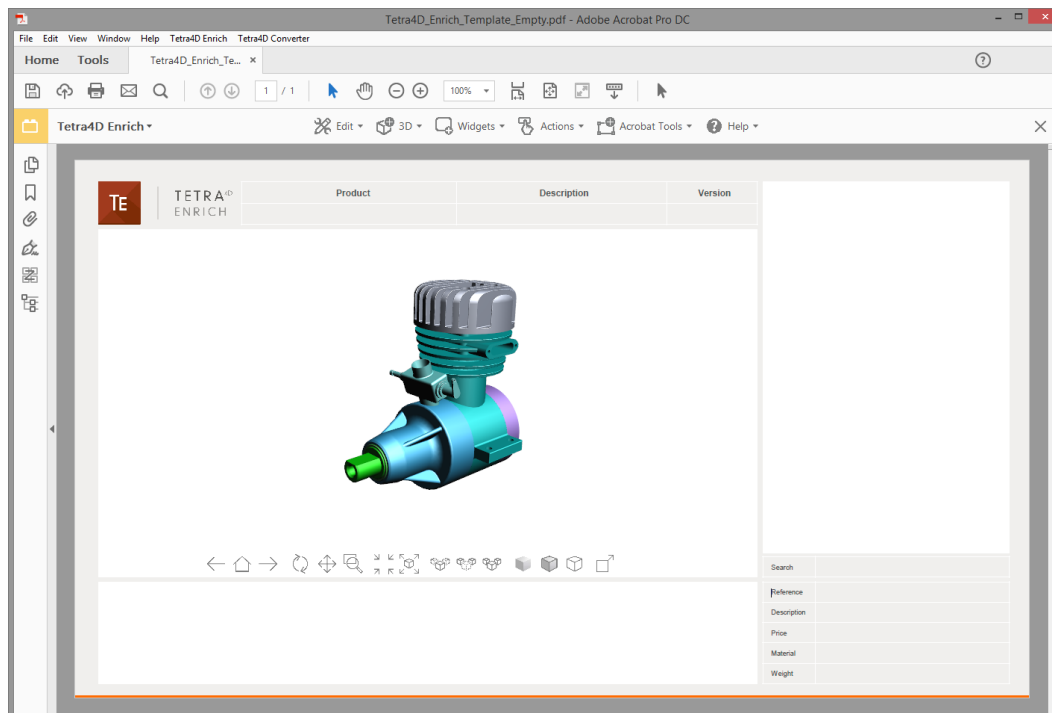 Tetra4D_Enrich_Template_Empty.pdf - Adobe Acrobat Pro DC
File Edit View Window Help Tetra4D Enrich Tetra4D Converter
Home Tools Tetra4D_Enrich_Te... ×
1 / 1 100%
Tetra4D Enrich Edit 3D Widgets Actions Acrobat Tools Help
TE
TETRA4D
ENRICH
Product Description Version
Search
Reference
Description
Price
Material
Weight